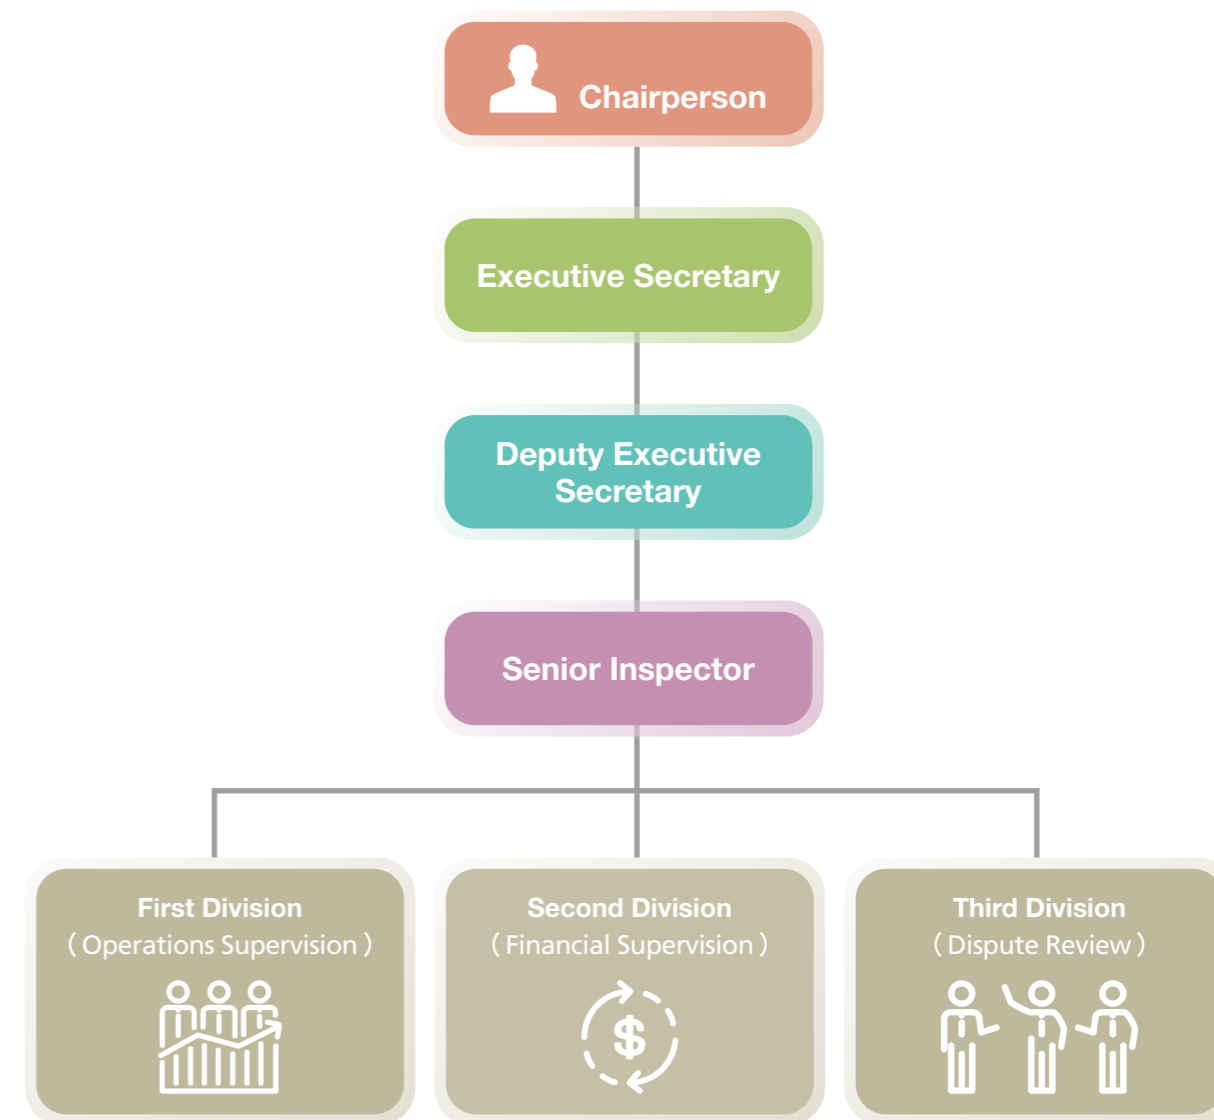 Chairperson
Executive Secretary
Deputy Executive
Secretary
Senior Inspector
First Division
（Operations Supervision）
Second Division
（Financial Supervision）
Third Division
（Dispute Review）
$